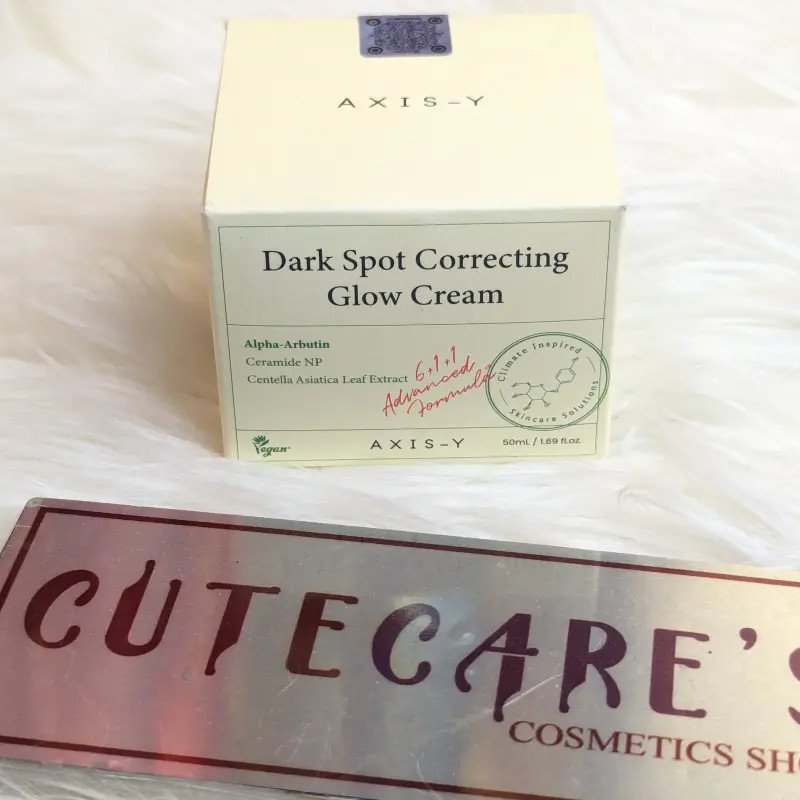 AXIS-Y
Dark Spot Correcting
Glow Cream
Alpha-Arbutin
Ceramide NP
Centella Asiatica Leaf Extract
6+1+1
Advanced
Formula
Climate Inspired
Skincare Solutions
Vegan
AXIS-Y
50mL / 1.69 fl.oz.
CUTECARE'S
COSMETICS SHO